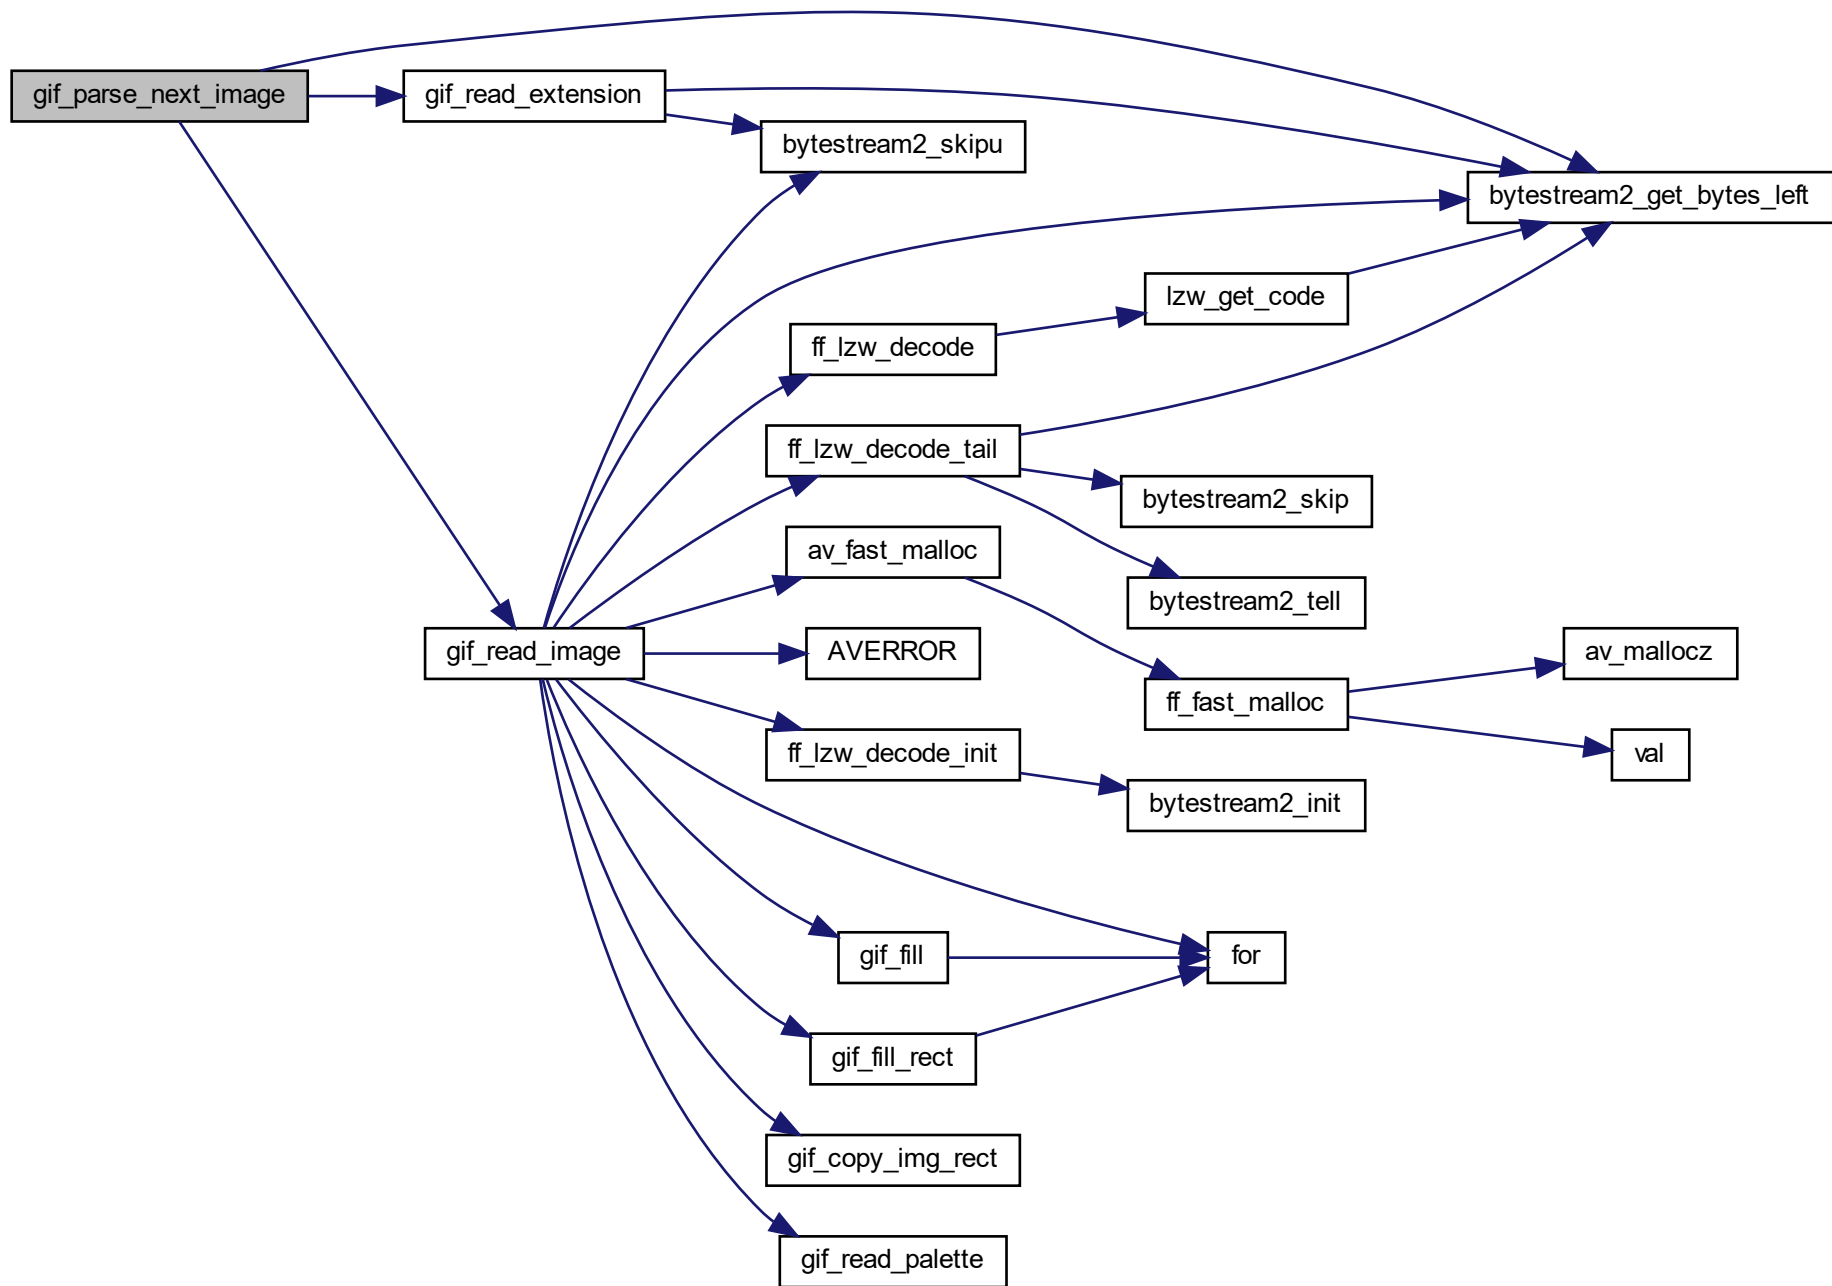 gif_parse_next_image
gif_read_extension
bytestream2_skipu
bytestream2_get_bytes_left
lzw_get_code
ff_lzw_decode
ff_lzw_decode_tail
bytestream2_skip
av_fast_malloc
bytestream2_tell
gif_read_image
AVERROR
av_mallocz
ff_fast_malloc
ff_lzw_decode_init
val
bytestream2_init
gif_fill
for
gif_fill_rect
gif_copy_img_rect
gif_read_palette